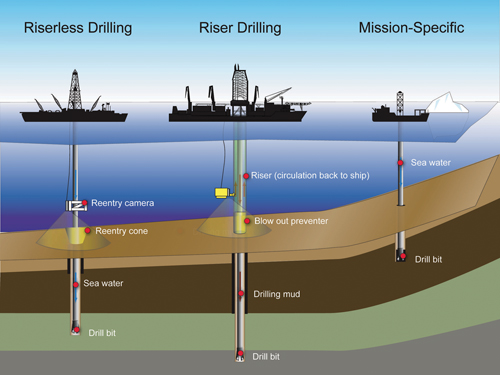 Riserless Drilling
Riser Drilling
Mission-Specific
Sea water
Riser (circulation back to ship)
Reentry camera
Blow out preventer
Reentry cone
Drill bit
Sea water
Drilling mud
Drill bit
Drill bit